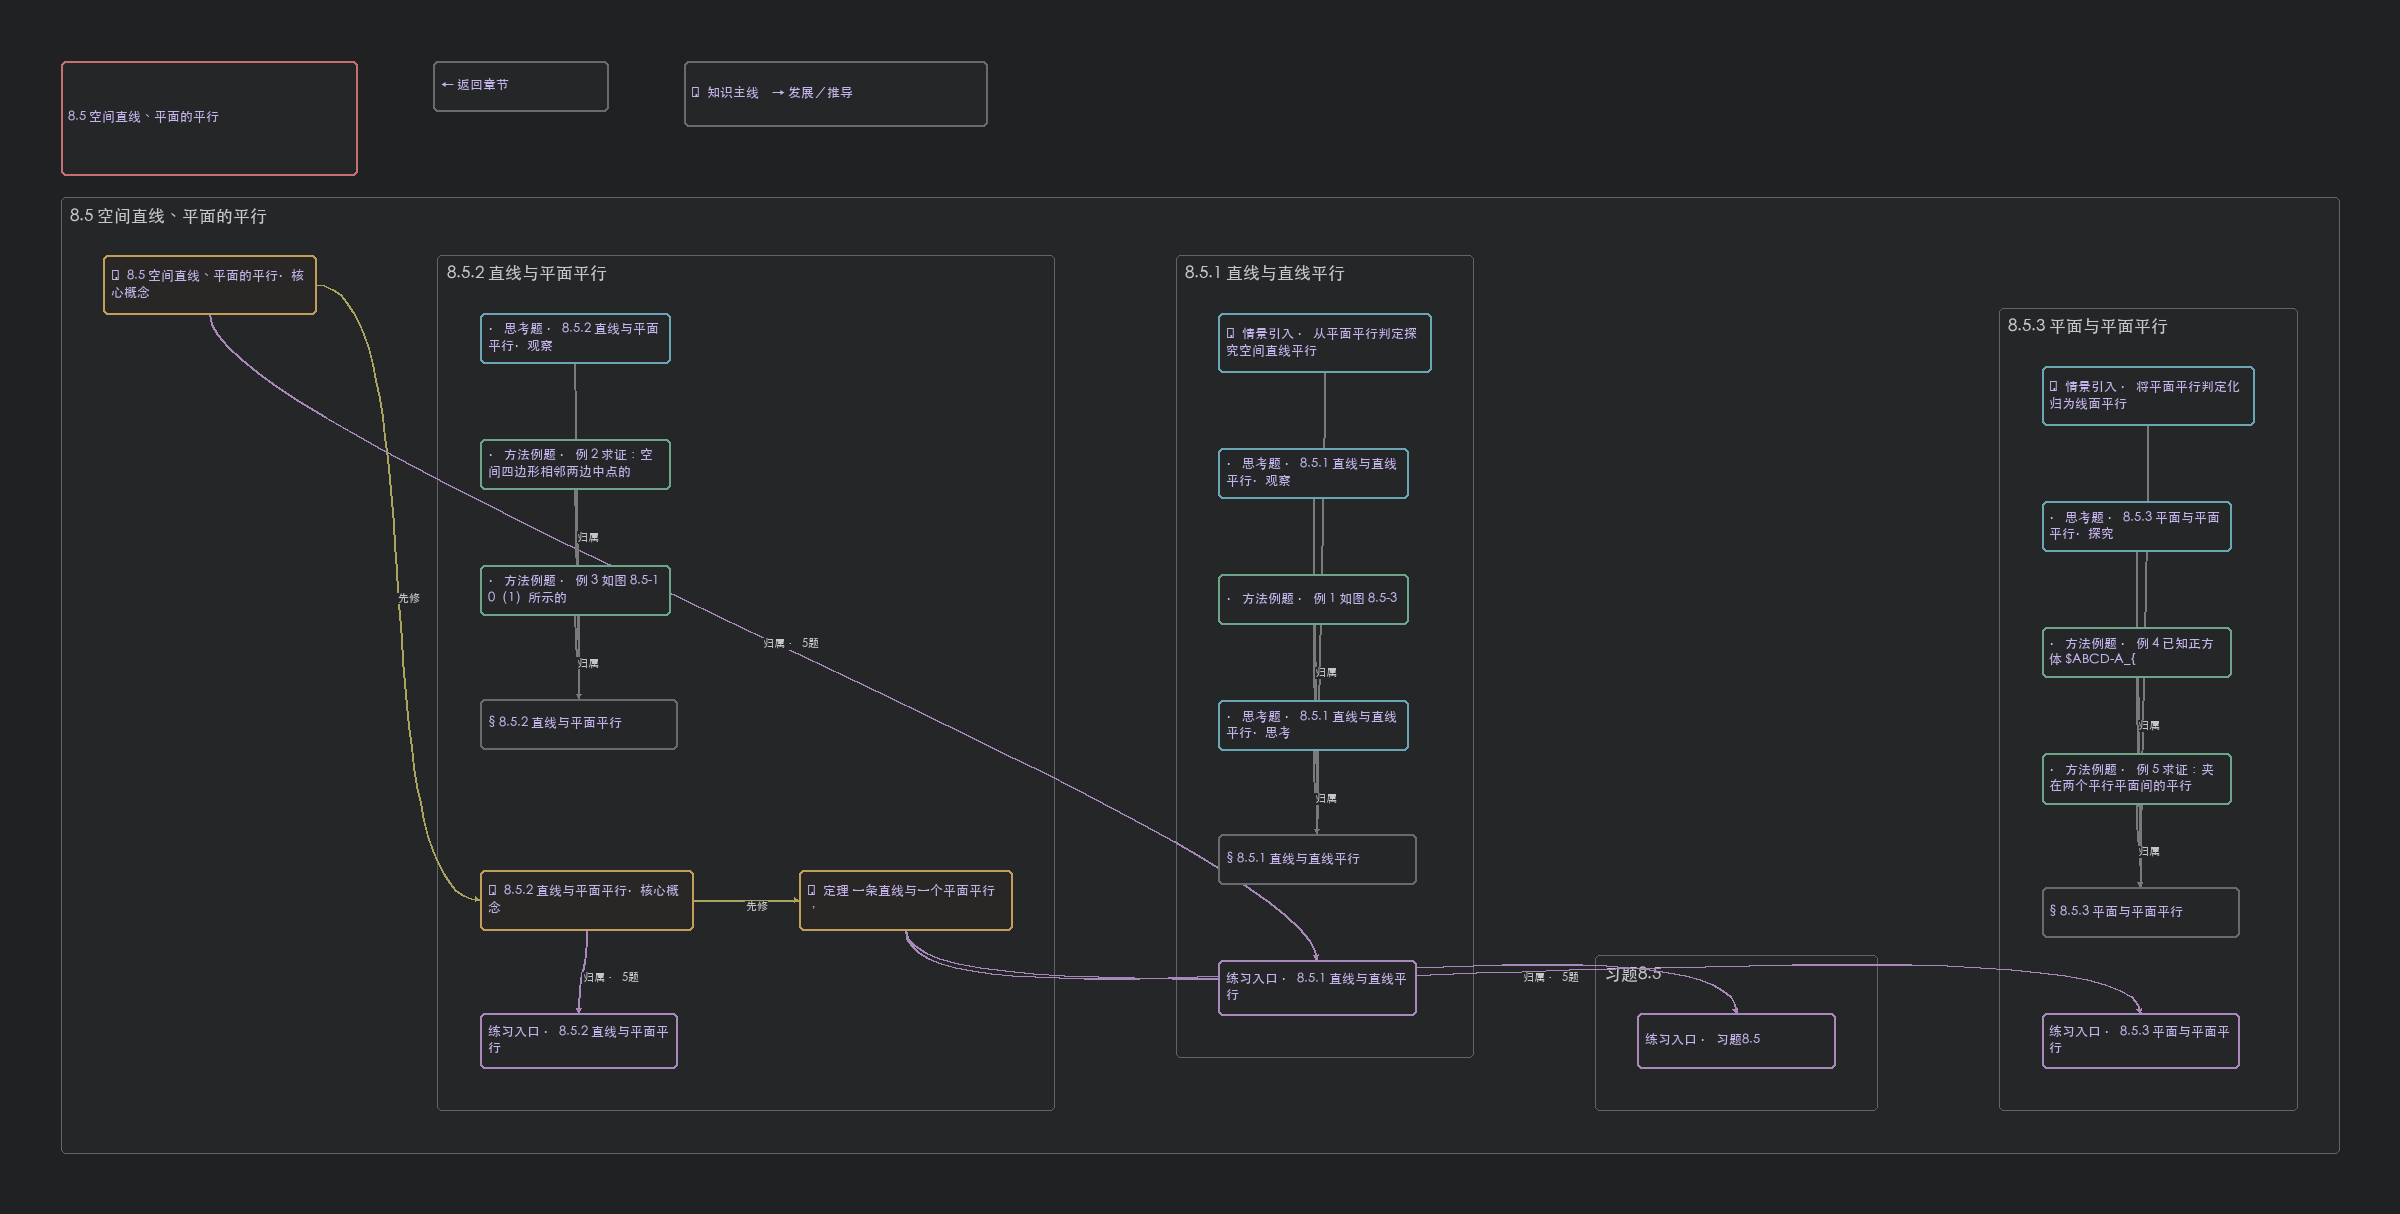 8.5 空间直线、平面的平行
← 返回章节
知识主线 → 发展／推导
8.5 空间直线、平面的平行
8.5 空间直线、平面的平行· 核
心概念
8.5.2 直线与平面平行
· 思考题· 8.5.2 直线与平面
平行· 观察
· 方法例题· 例 2 求证：空
间四边形相邻两边中点的
归属
· 方法例题· 例 3 如图 8.5-1
0（1）所示的
归属
§ 8.5.2 直线与平面平行
先修
归属· 5题
8.5.2 直线与平面平行· 核心概
念
先修
定理 一条直线与一个平面平行
，
归属· 5题
练习入口· 8.5.2 直线与平面平
行
8.5.1 直线与直线平行
情景引入· 从平面平行判定探
究空间直线平行
· 思考题· 8.5.1 直线与直线
平行· 观察
· 方法例题· 例 1 如图 8.5-3
归属
· 思考题· 8.5.1 直线与直线
平行· 思考
归属
§ 8.5.1 直线与直线平行
练习入口· 8.5.1 直线与直线平
行
归属· 5题
习题8.5
练习入口· 习题8.5
8.5.3 平面与平面平行
情景引入· 将平面平行判定化
归为线面平行
· 思考题· 8.5.3 平面与平面
平行· 探究
· 方法例题· 例 4 已知正方
体 $ABCD-A_{
归属
· 方法例题· 例 5 求证：夹
在两个平行平面间的平行
归属
§ 8.5.3 平面与平面平行
练习入口· 8.5.3 平面与平面平
行